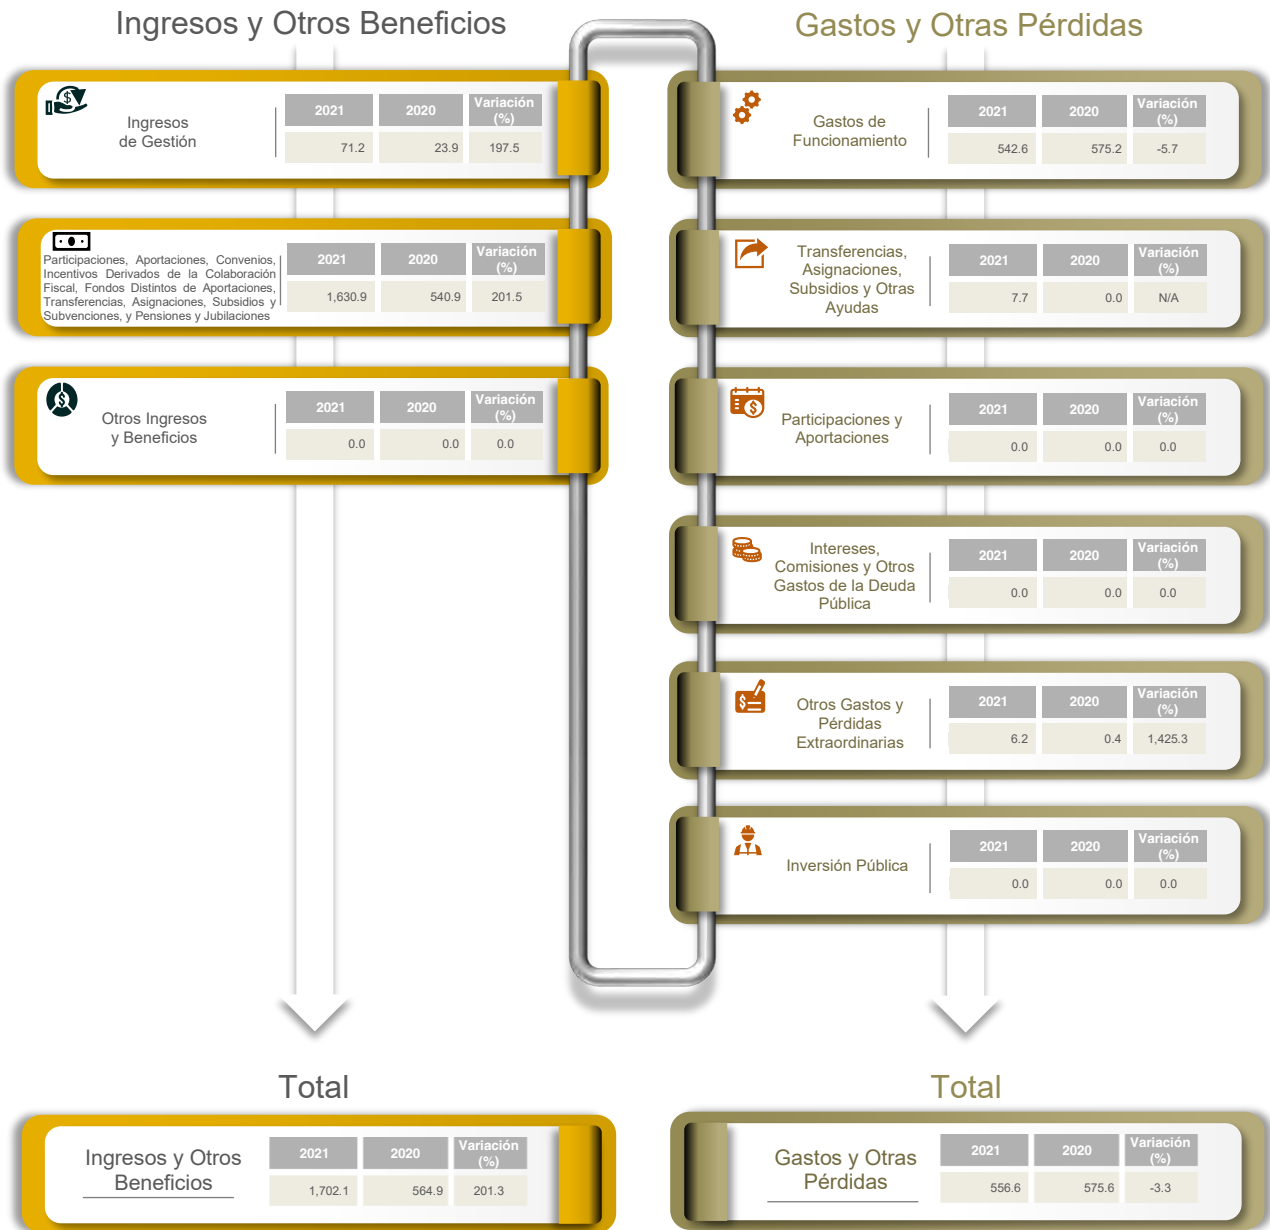 Ingresos y Otros Beneficios
Ingresos
de Gestión
2021 2020 Variación (%)
71.2 23.9 197.5
Participaciones, Aportaciones, Convenios,
Incentivos Derivados de la Colaboración
Fiscal, Fondos Distintos de Aportaciones,
Transferencias, Asignaciones, Subsidios y
Subvenciones, y Pensiones y Jubilaciones
2021 2020 Variación (%)
1,630.9 540.9 201.5
Otros Ingresos
y Beneficios
2021 2020 Variación (%)
0.0 0.0 0.0
Total
Ingresos y Otros
Beneficios
2021 2020 Variación (%)
1,702.1 564.9 201.3
Gastos y Otras Pérdidas
Gastos de
Funcionamiento
2021 2020 Variación (%)
542.6 575.2 -5.7
Transferencias,
Asignaciones,
Subsidios y Otras
Ayudas
2021 2020 Variación (%)
7.7 0.0 N/A
Participaciones y
Aportaciones
2021 2020 Variación (%)
0.0 0.0 0.0
Intereses,
Comisiones y Otros
Gastos de la Deuda
Pública
2021 2020 Variación (%)
0.0 0.0 0.0
Otros Gastos y
Pérdidas
Extraordinarias
2021 2020 Variación (%)
6.2 0.4 1,425.3
Inversión Pública
2021 2020 Variación (%)
0.0 0.0 0.0
Total
Gastos y Otras
Pérdidas
2021 2020 Variación (%)
556.6 575.6 -3.3